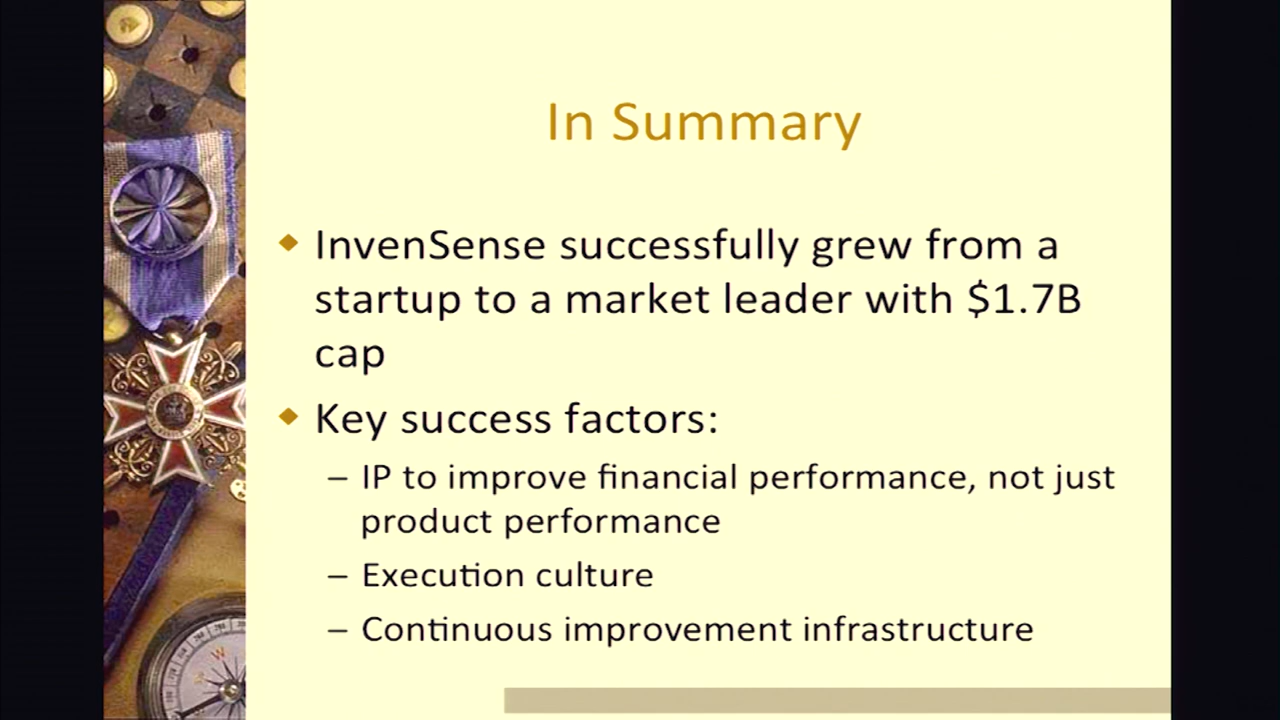 In Summary
InvenSense successfully grew from a
startup to a market leader with $1.7B
cap
Key success factors:
– IP to improve financial performance, not just
product performance
– Execution culture
– Continuous improvement infrastructure